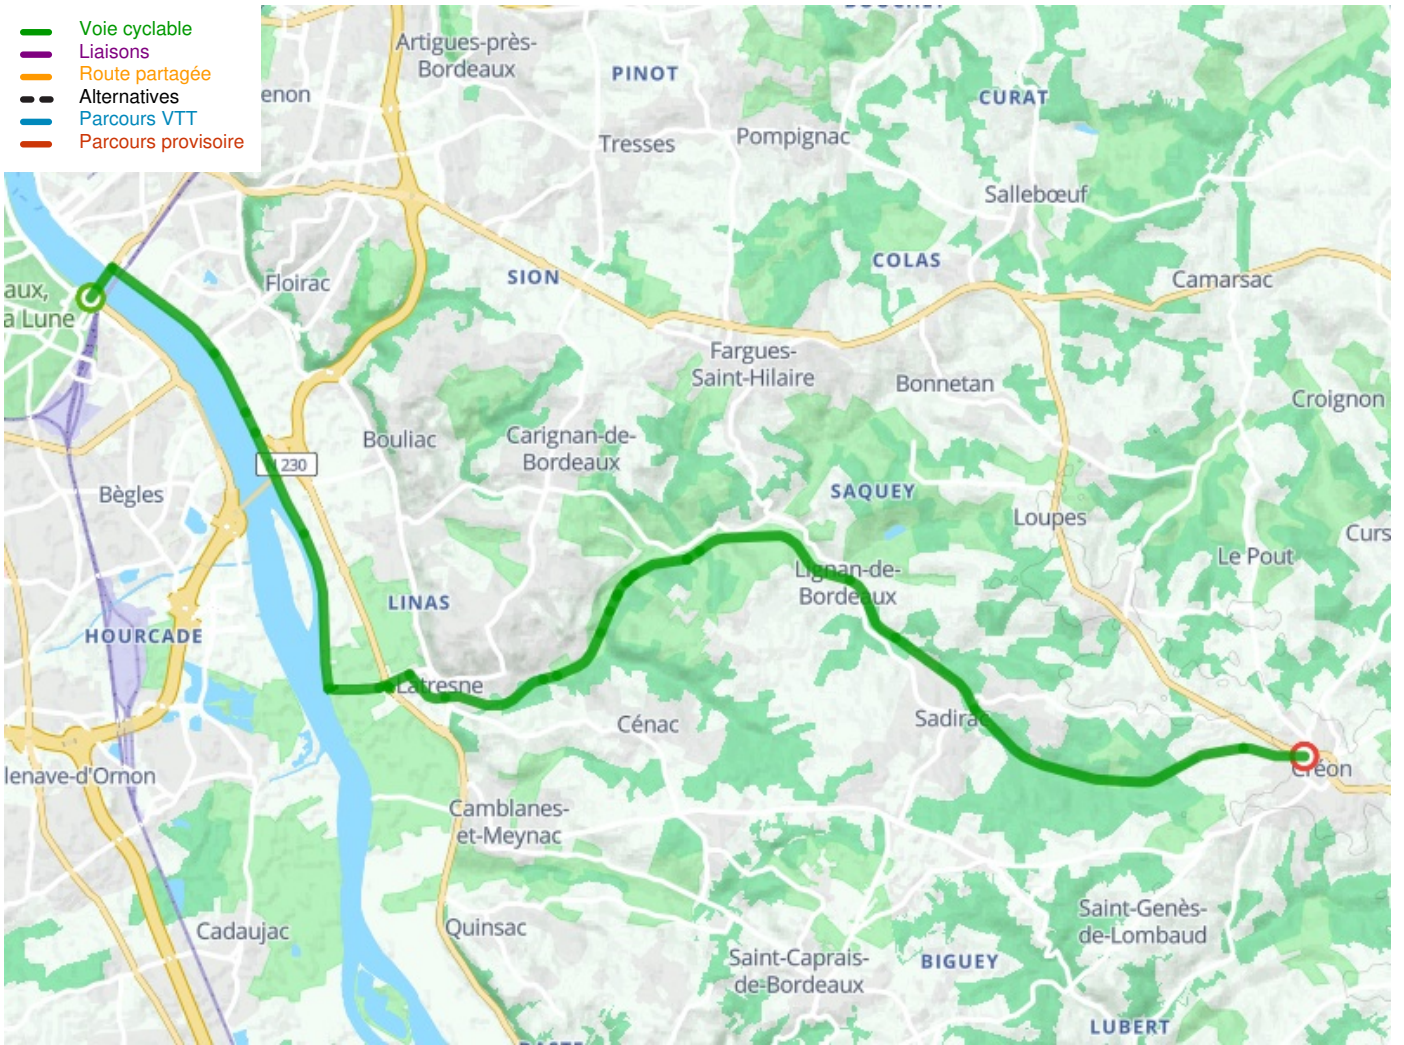 Voie cyclable
Liaisons
Route partagée
Alternatives
Parcours VTT
Parcours provisoire
Artigues-près-
Bordeaux
PINOT
CURAT
enon
Tresses
Pompignac
Sallebœuf
Floirac
SION
COLAS
Camarsac
aux,
a Lune
Fargues-
Saint-Hilaire
Bonnetan
Croignon
Bouliac
Carignan-de-
Bordeaux
230
Bègles
SAQUEY
Loupes
Curs
Le Pout
Lignan-de-
Bordeaux
LINAS
HOURCADE
Latresne
Cénac
Sadirac
Créon
lenave-d'Ornon
Camblanes-
et-Meynac
Cadaujac
Quinsac
Saint-Genès-
de-Lombaud
Saint-Caprais-
de-Bordeaux
BIGUEY
LUBERT